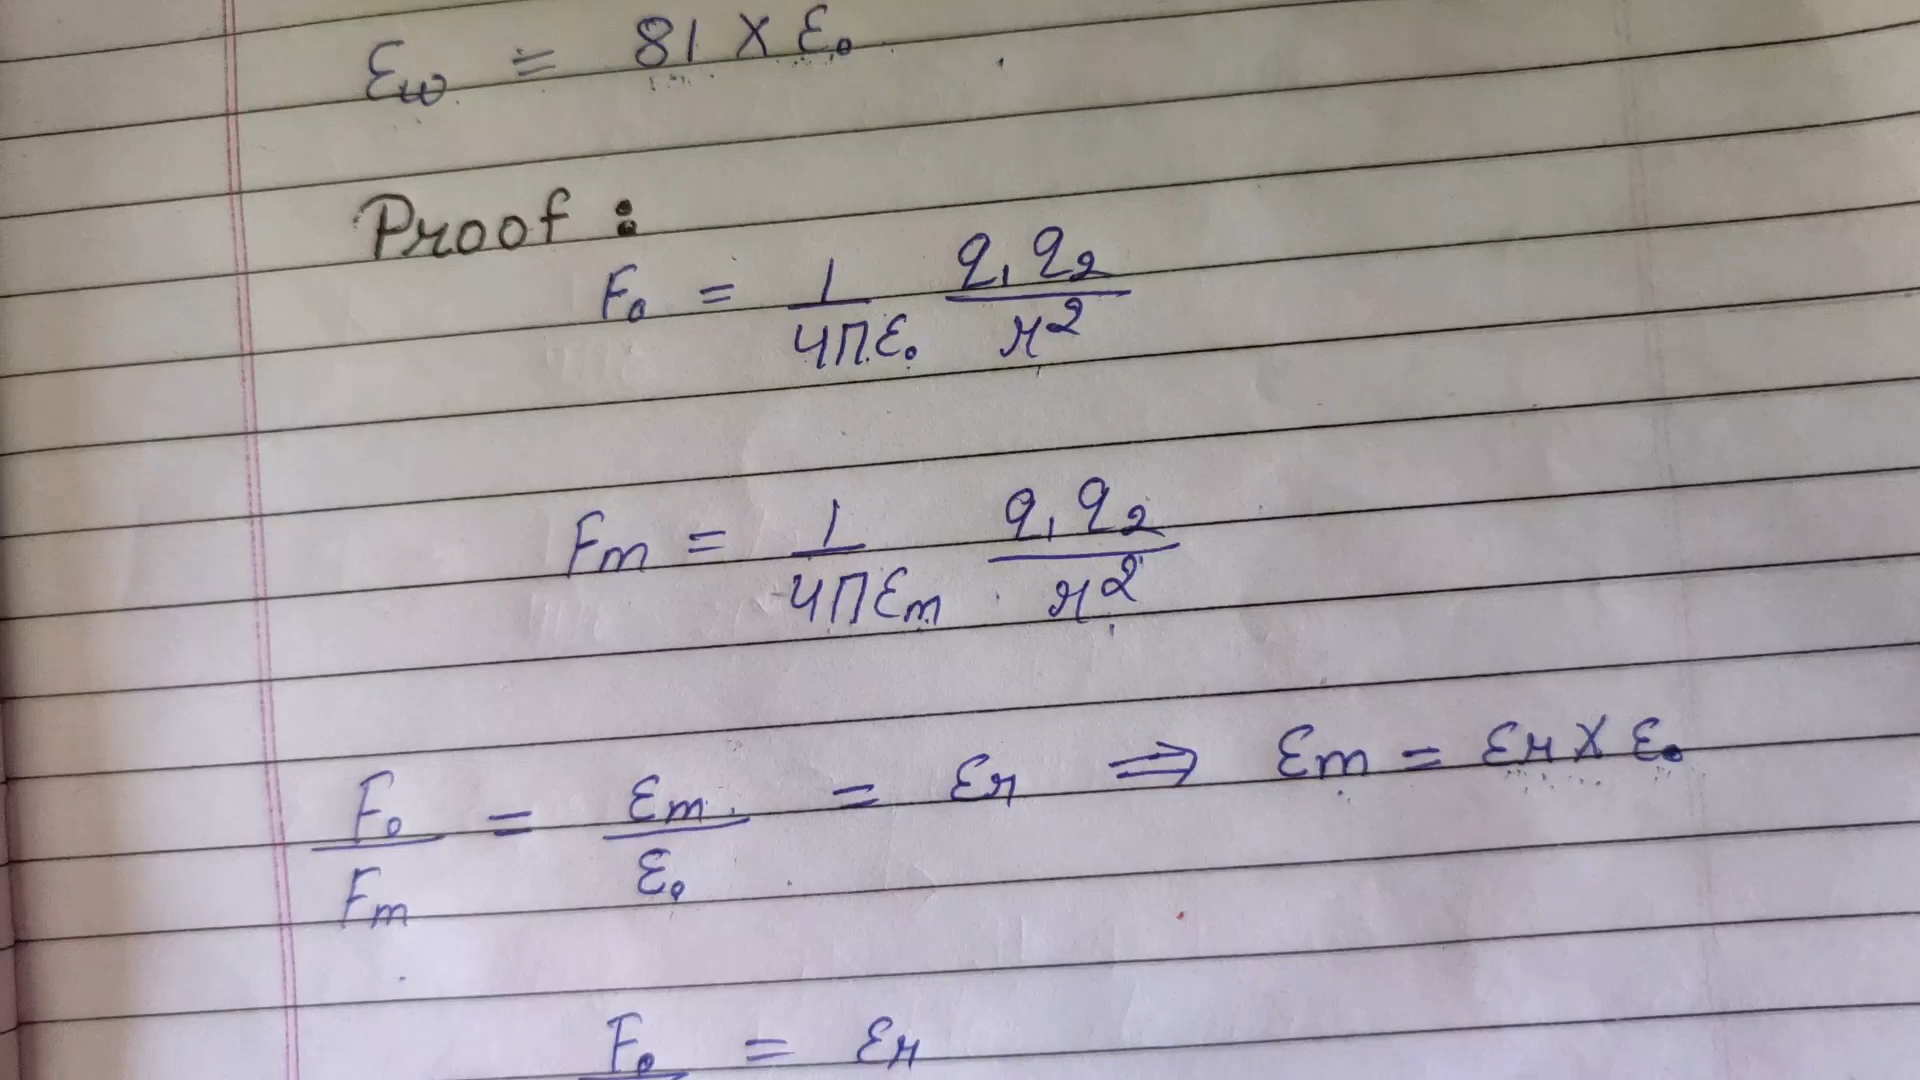 εw = 81 × ε₀
Proof :
F₀ = 1/4πε₀ q₁q₂/r²
Fm = 1/4πεm q₁q₂/r²
F₀/Fm = εm/ε₀ = εr ⇒ εm = εr × ε₀
F₀ = εr